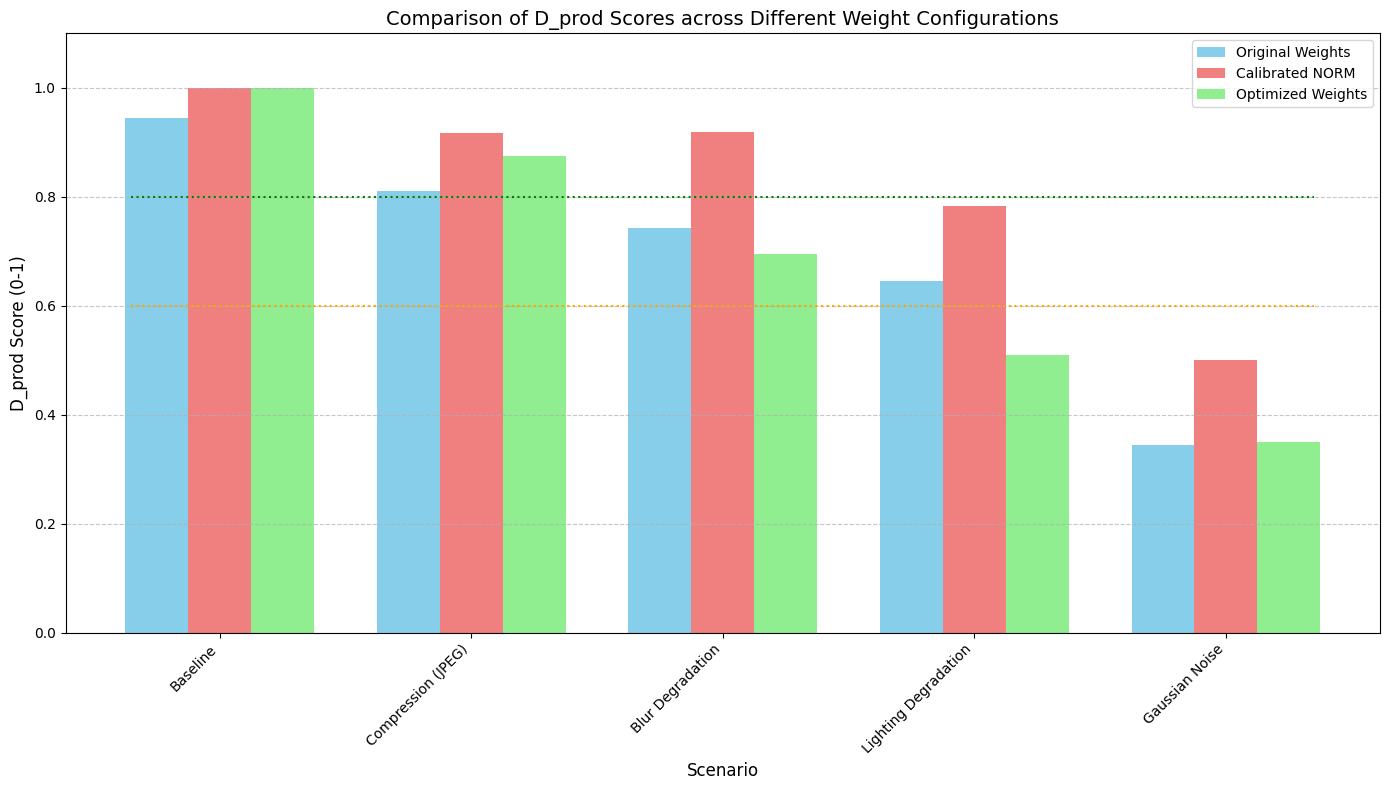 Comparison of D_prod Scores across Different Weight Configurations
Original Weights
Calibrated NORM
Optimized Weights
D_prod Score (0-1)
1.0
0.8
0.6
0.4
0.2
0.0
Baseline
Compression (JPEG)
Blur Degradation
Lighting Degradation
Gaussian Noise
Scenario